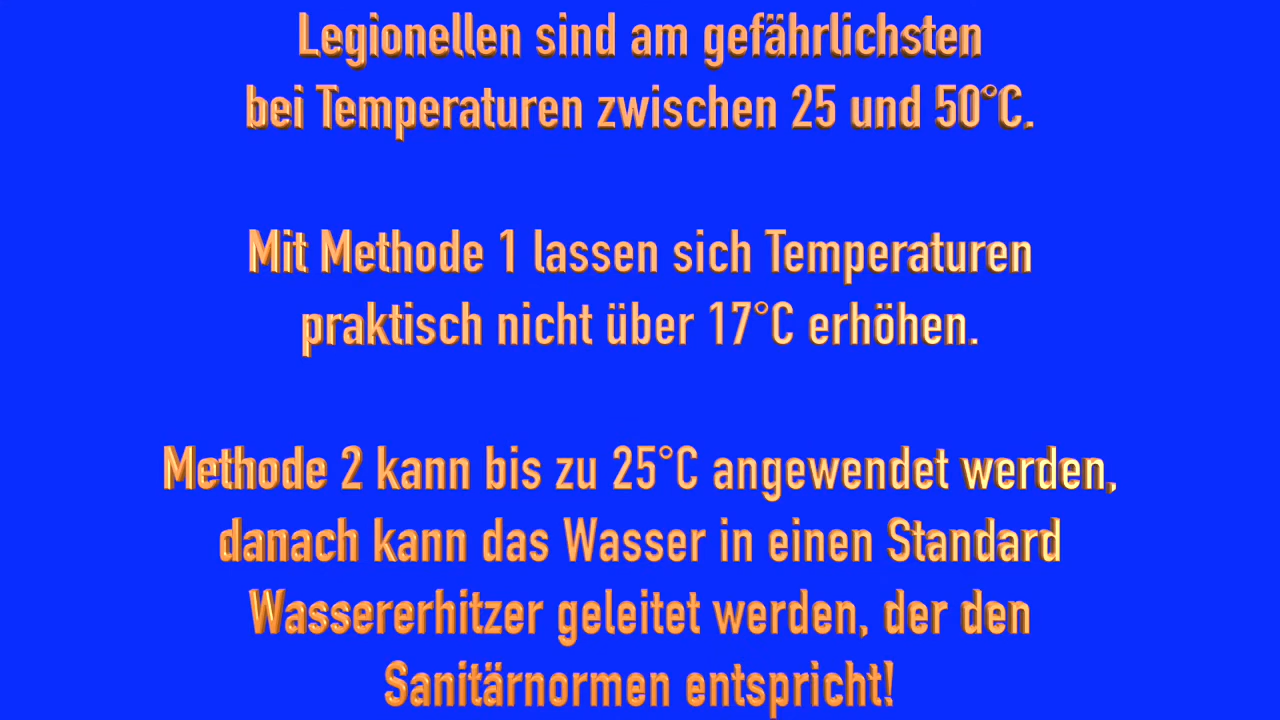 Legionellen sind am gefährlichsten
bei Temperaturen zwischen 25 und 50°C.
Mit Methode 1 lassen sich Temperaturen
praktisch nicht über 17°C erhöhen.
Methode 2 kann bis zu 25°C angewendet werden,
danach kann das Wasser in einen Standard
Wassererhitzer geleitet werden, der den
Sanitärnormen entspricht!